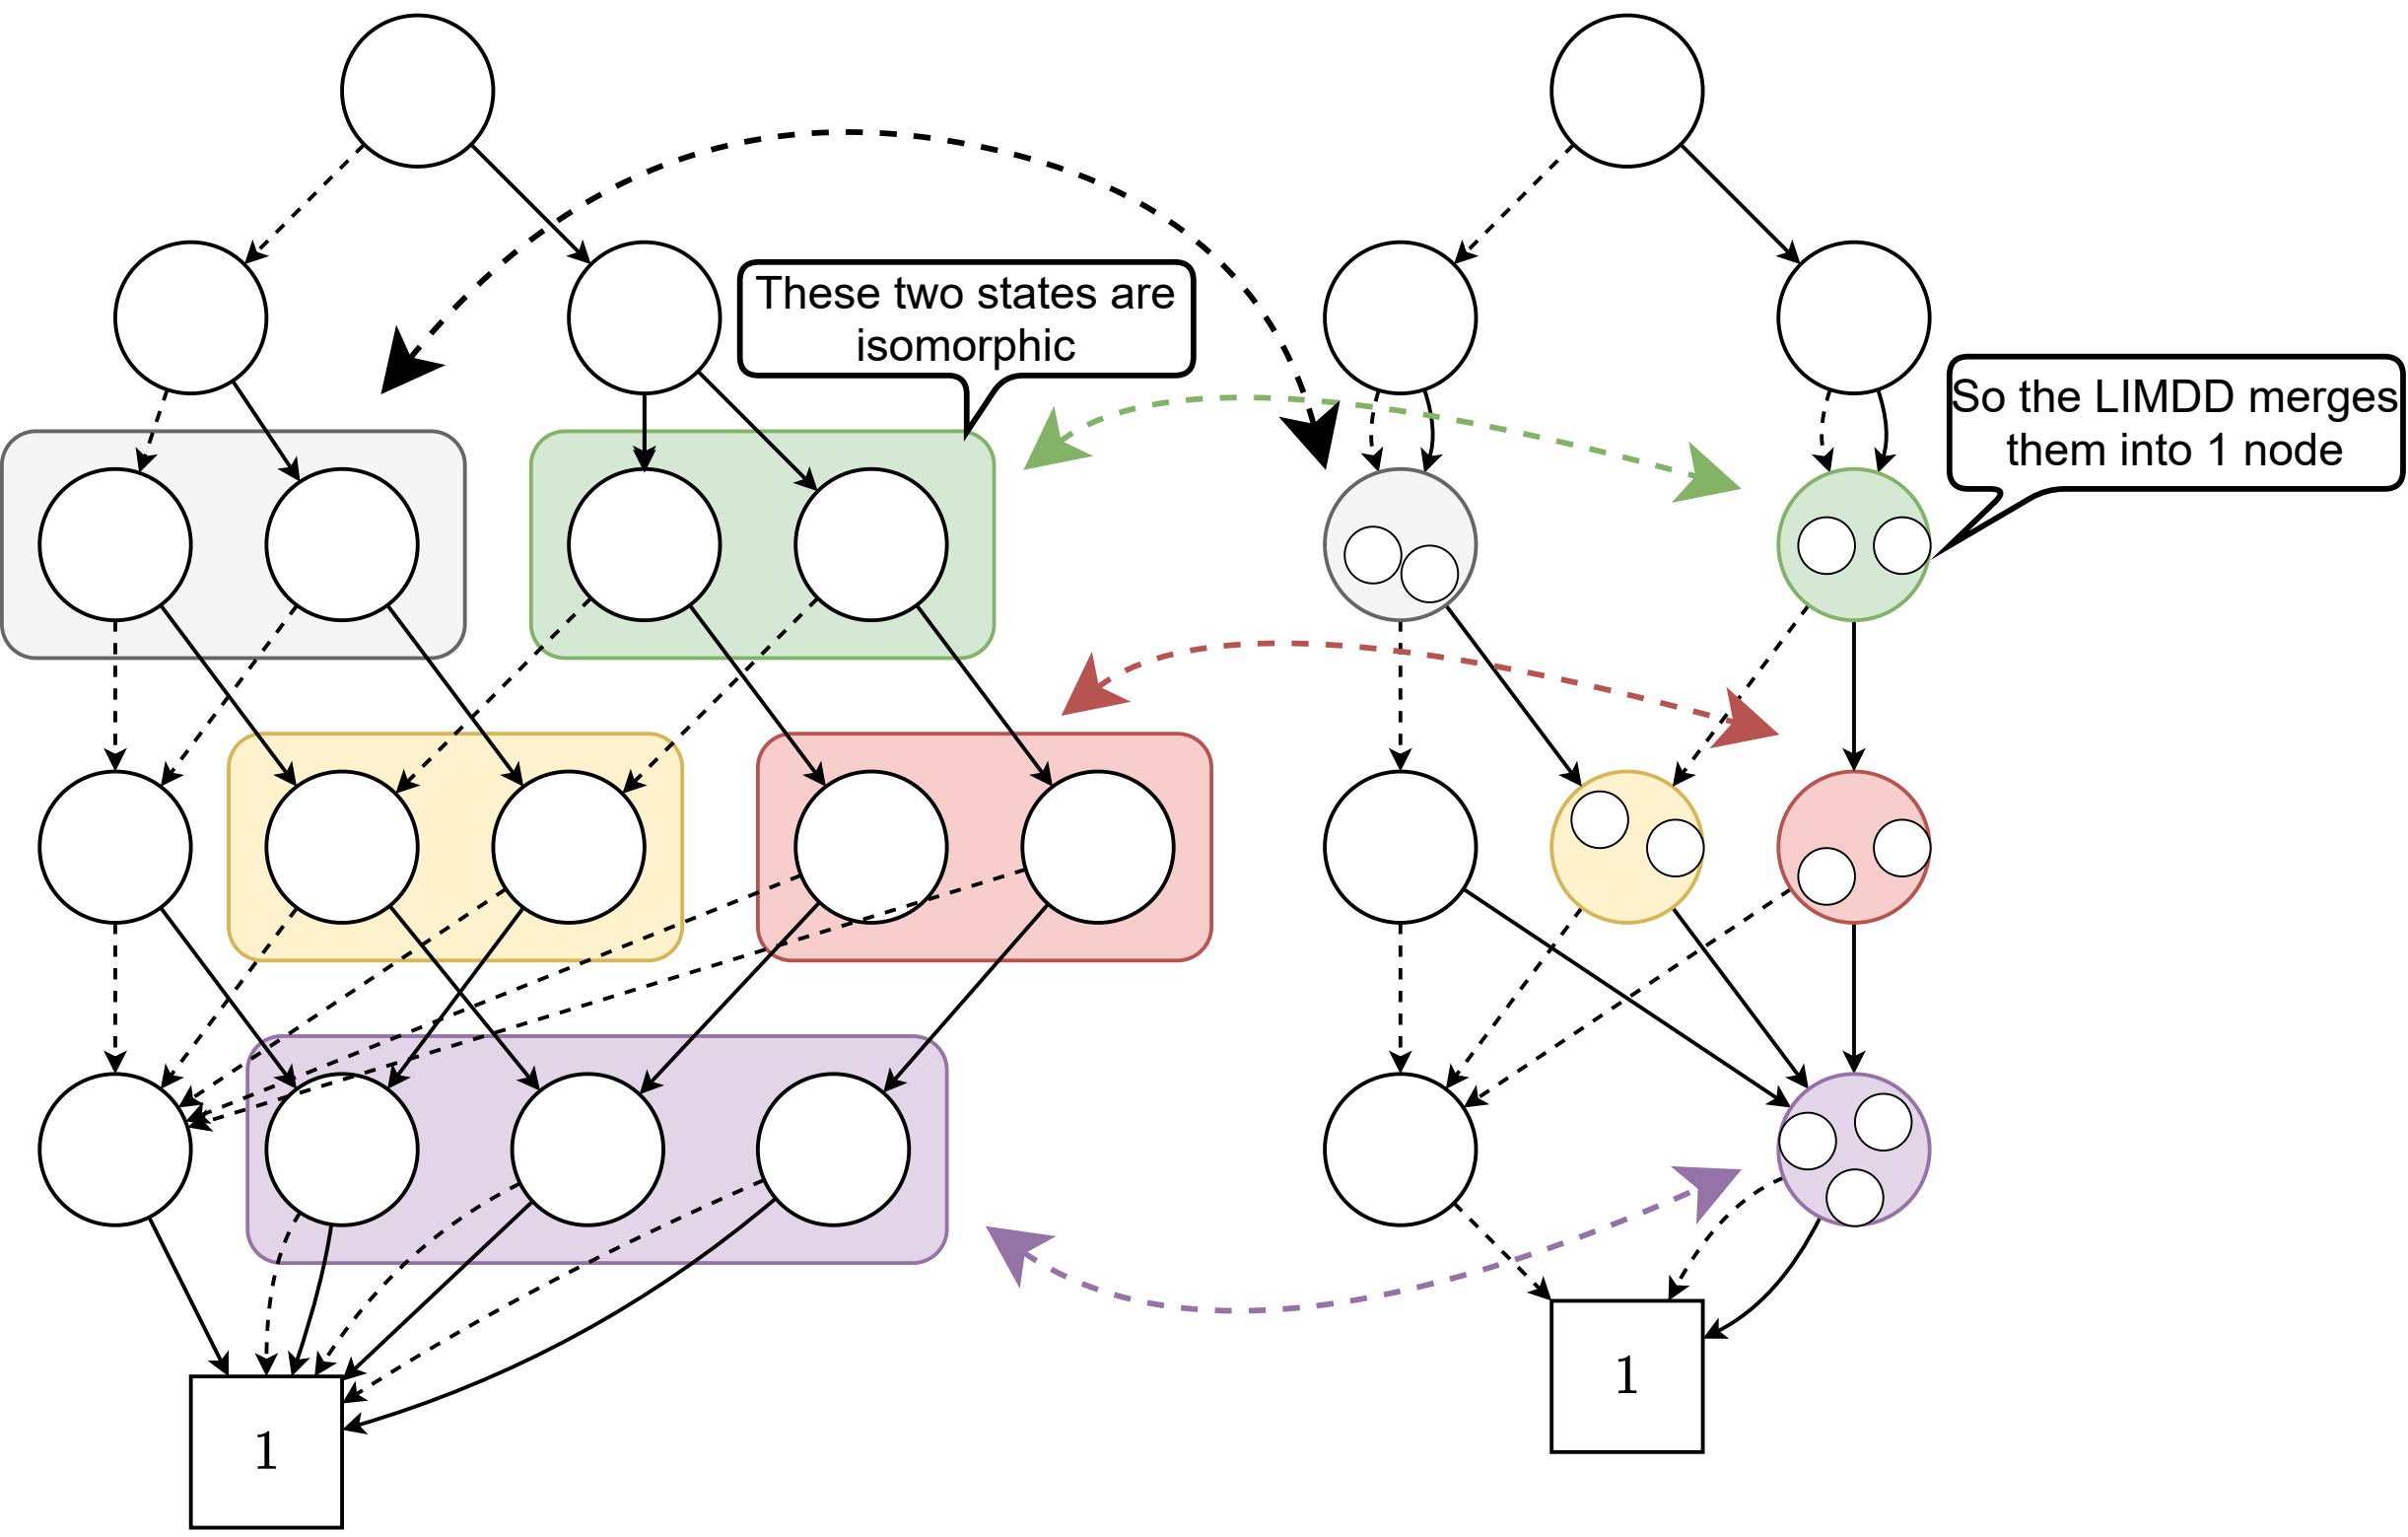 These two states are
isomorphic
So the LIMDD merges
them into 1 node
1
1